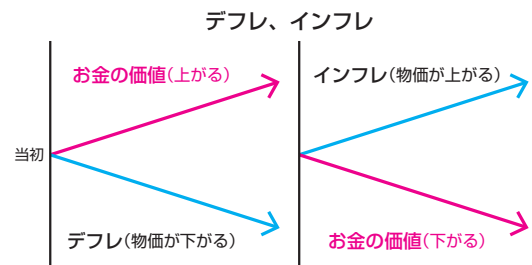 デフレ、インフレ
お金の価値(上がる)
インフレ(物価が上がる)
当初
デフレ(物価が下がる)
お金の価値(下がる)